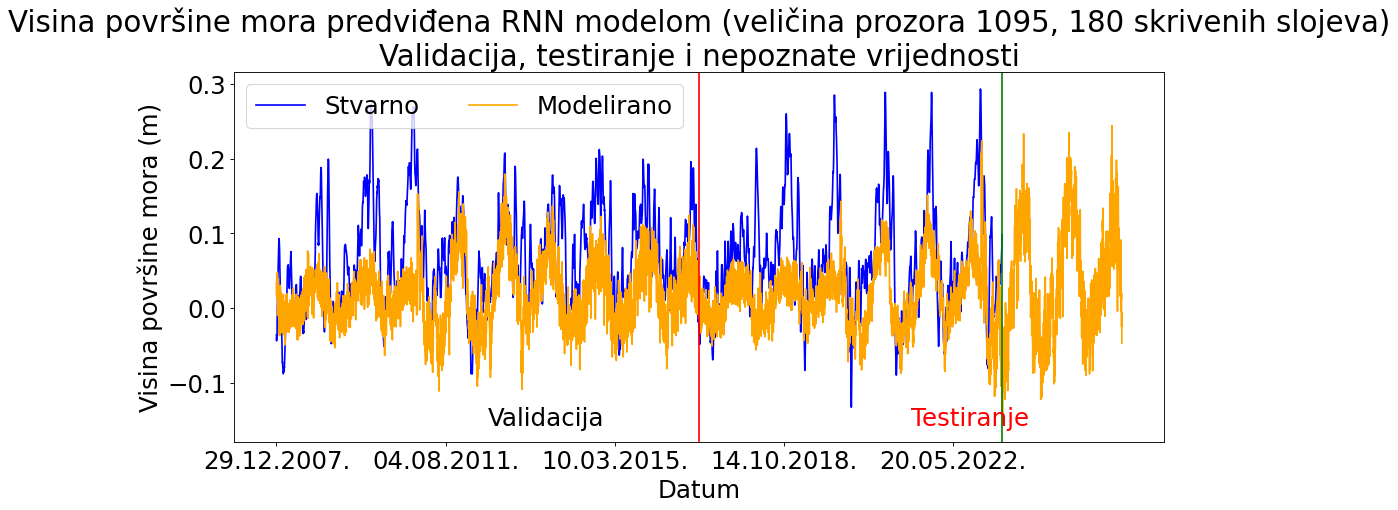 Visina površine mora predviđena RNN modelom (veličina prozora 1095, 180 skrivenih slojeva)
Validacija, testiranje i nepoznate vrijednosti
Stvarno
Modelirano
Visina površine mora (m)
0.3
0.2
0.1
0.0
−0.1
Validacija
Testiranje
29.12.2007.
04.08.2011.
10.03.2015.
14.10.2018.
20.05.2022.
Datum